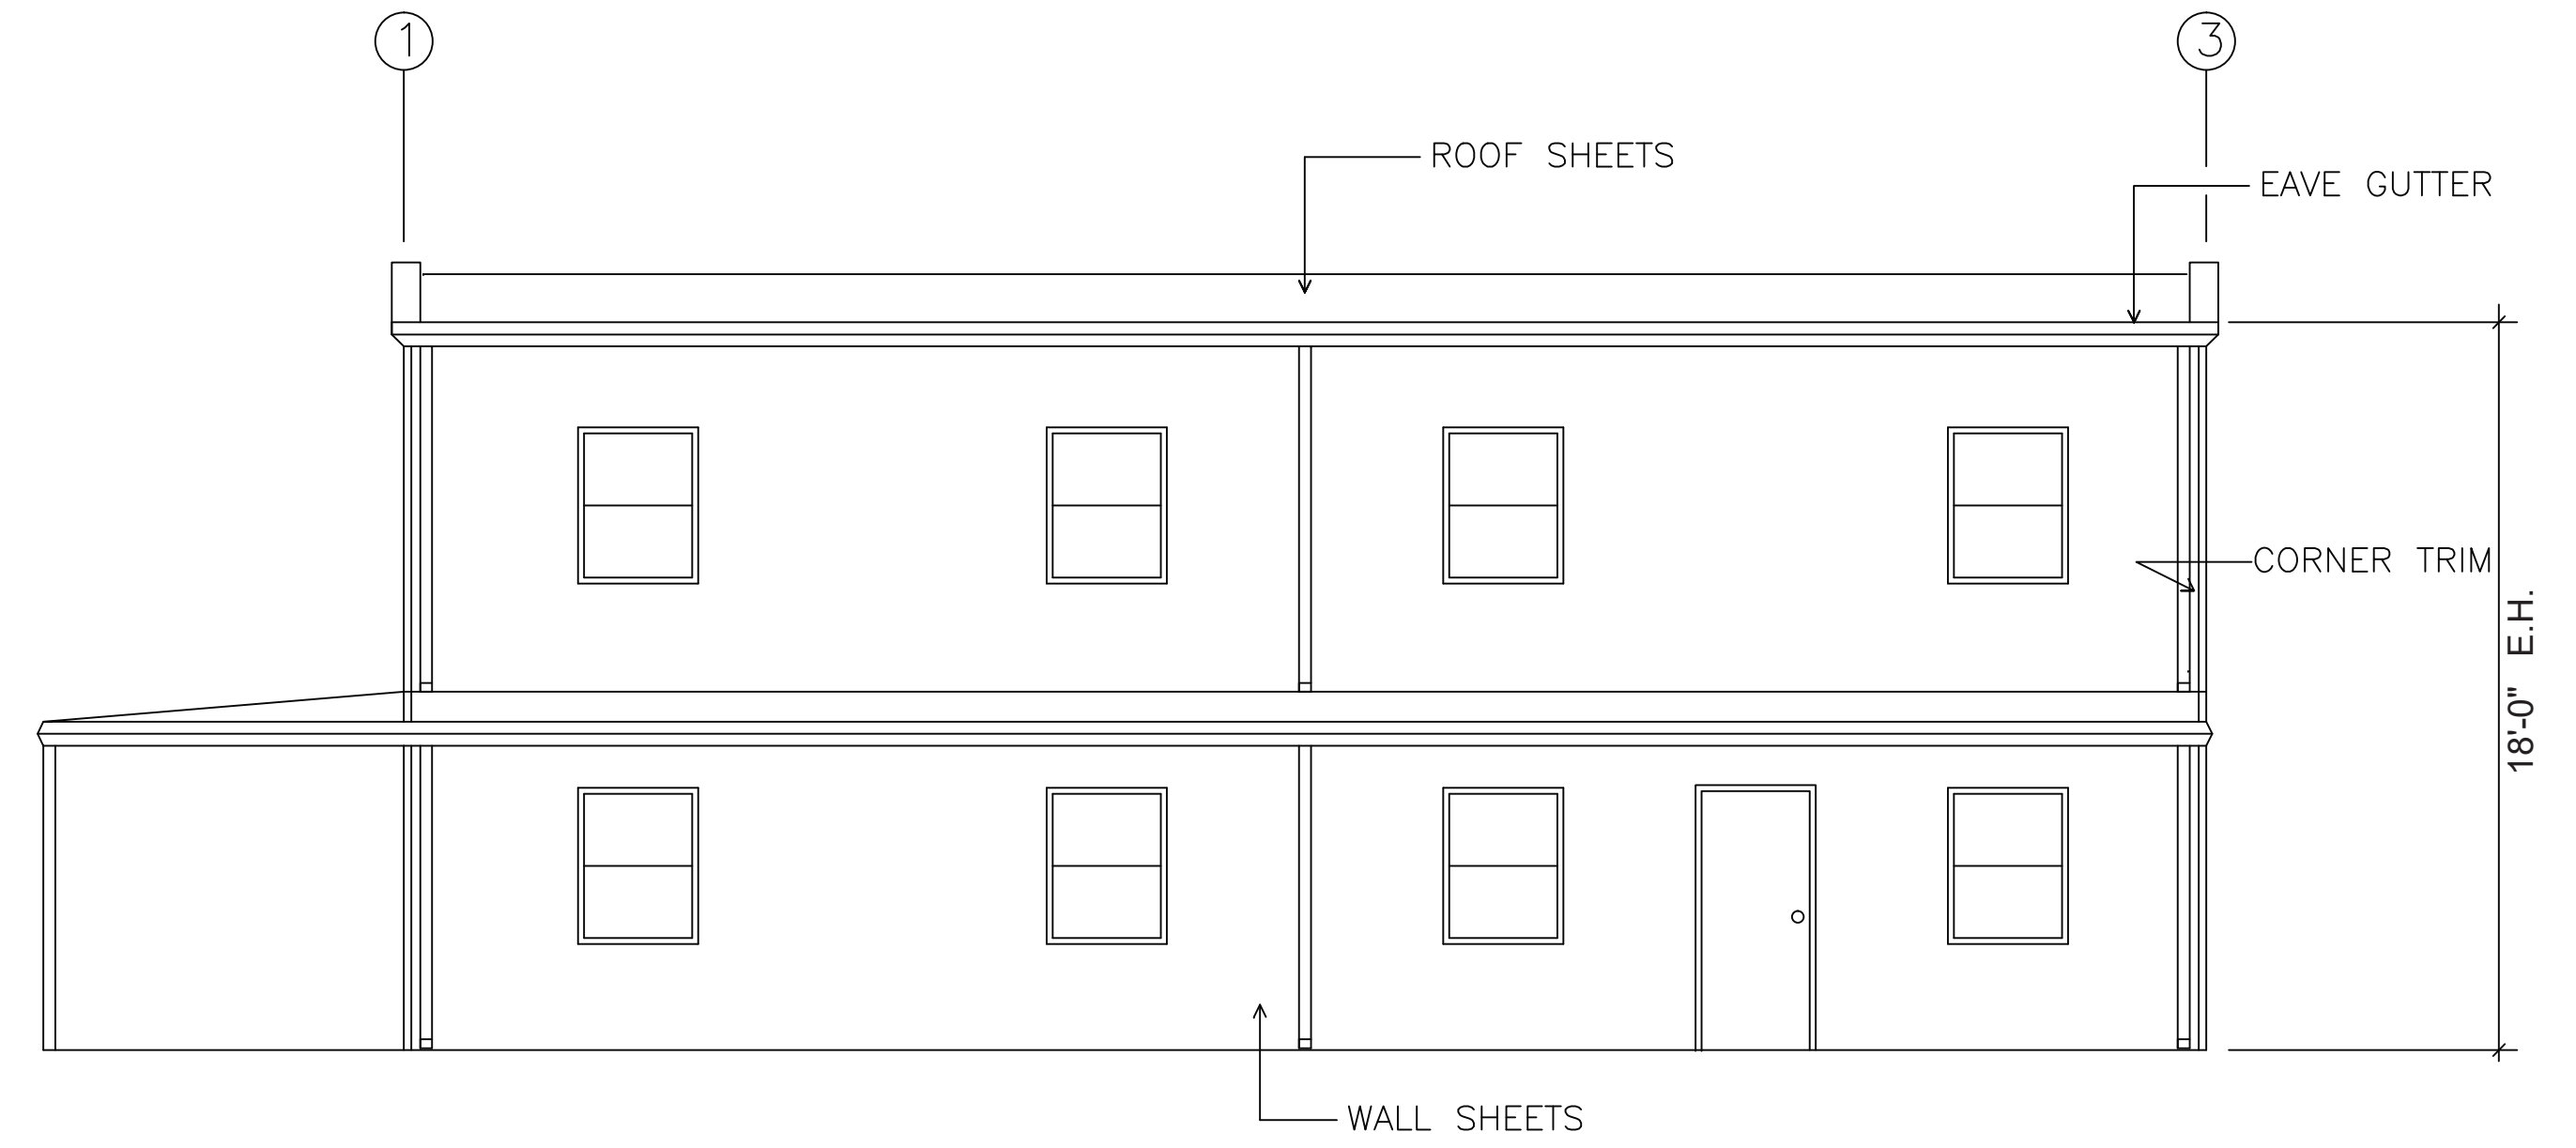 1
3
ROOF SHEETS
EAVE GUTTER
CORNER TRIM
18'-0" E.H.
WALL SHEETS